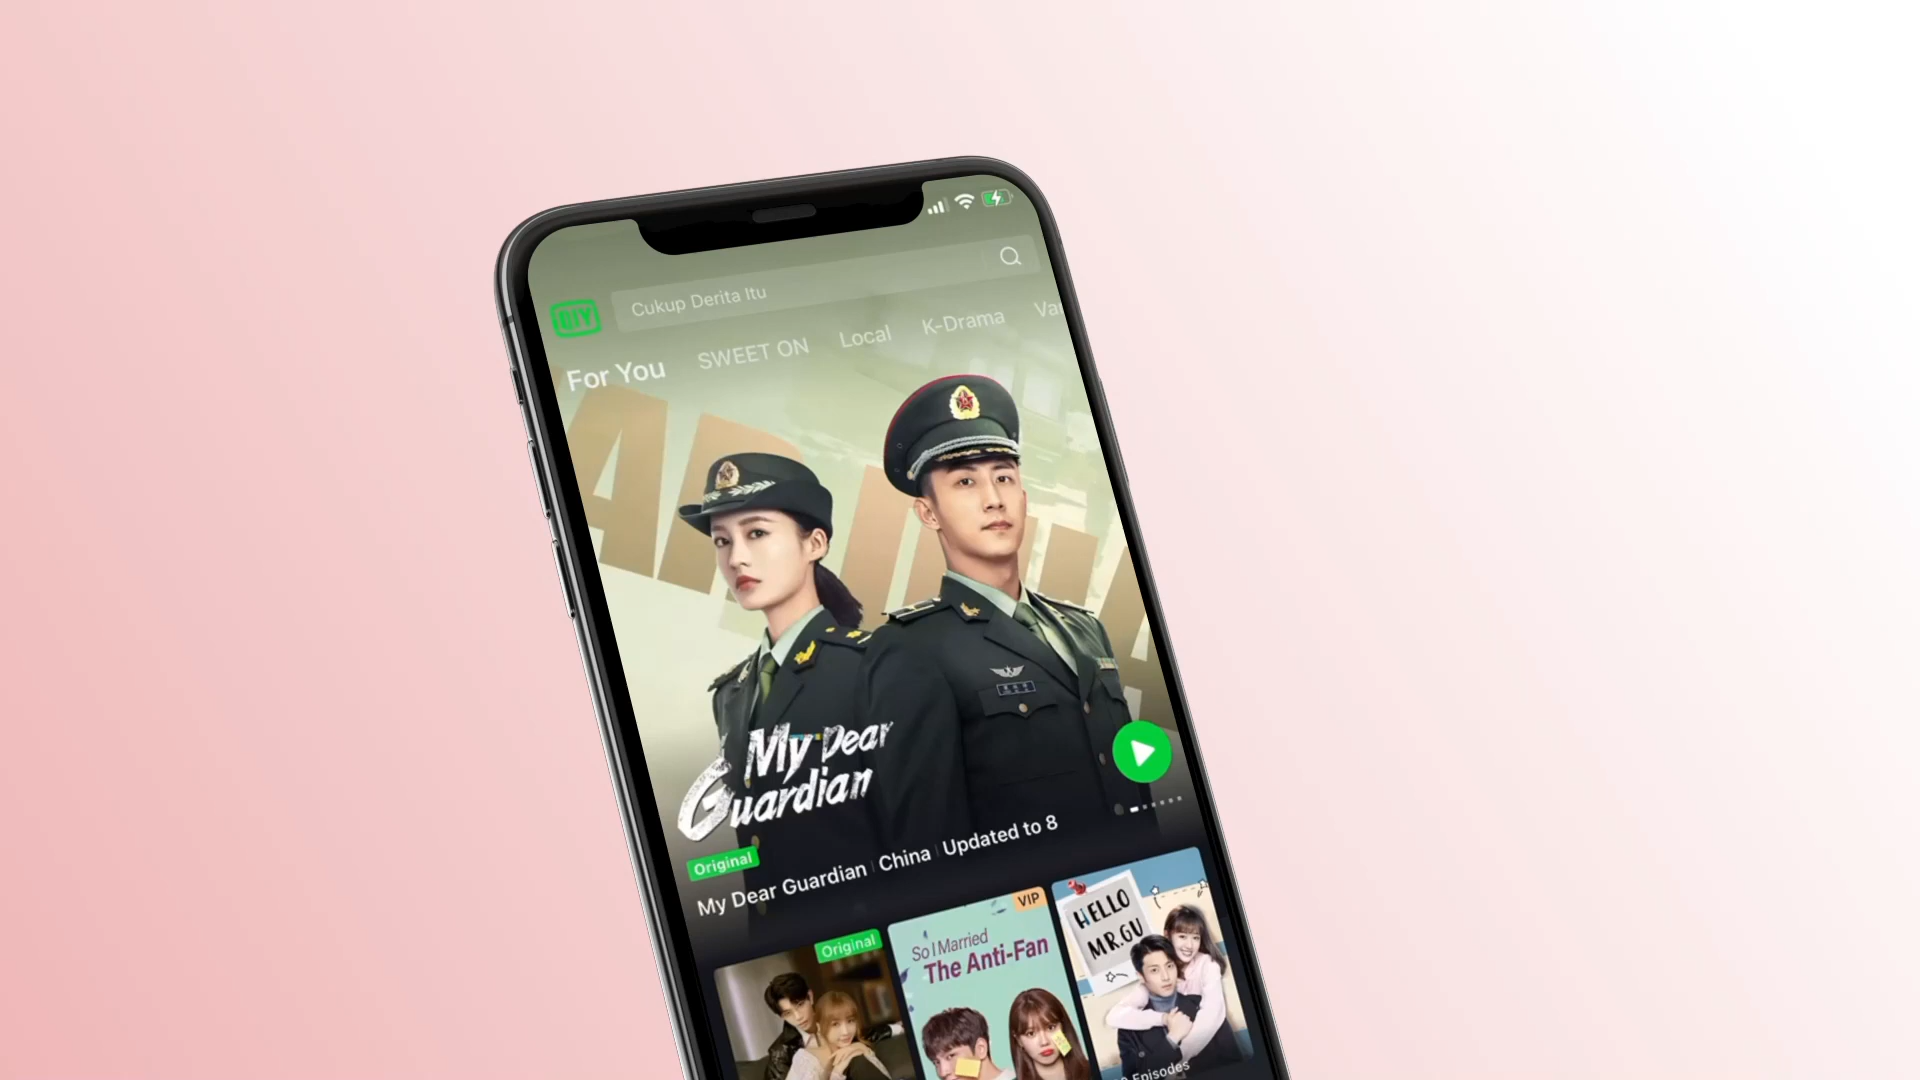 Cukup Derita Itu
For You SWEET ON Local K-Drama
My Dear
Guardian
Original
My Dear Guardian China Updated to 8
Original
VIP
So I Married
The Anti-Fan
HELLO
MR.GU
Episodes